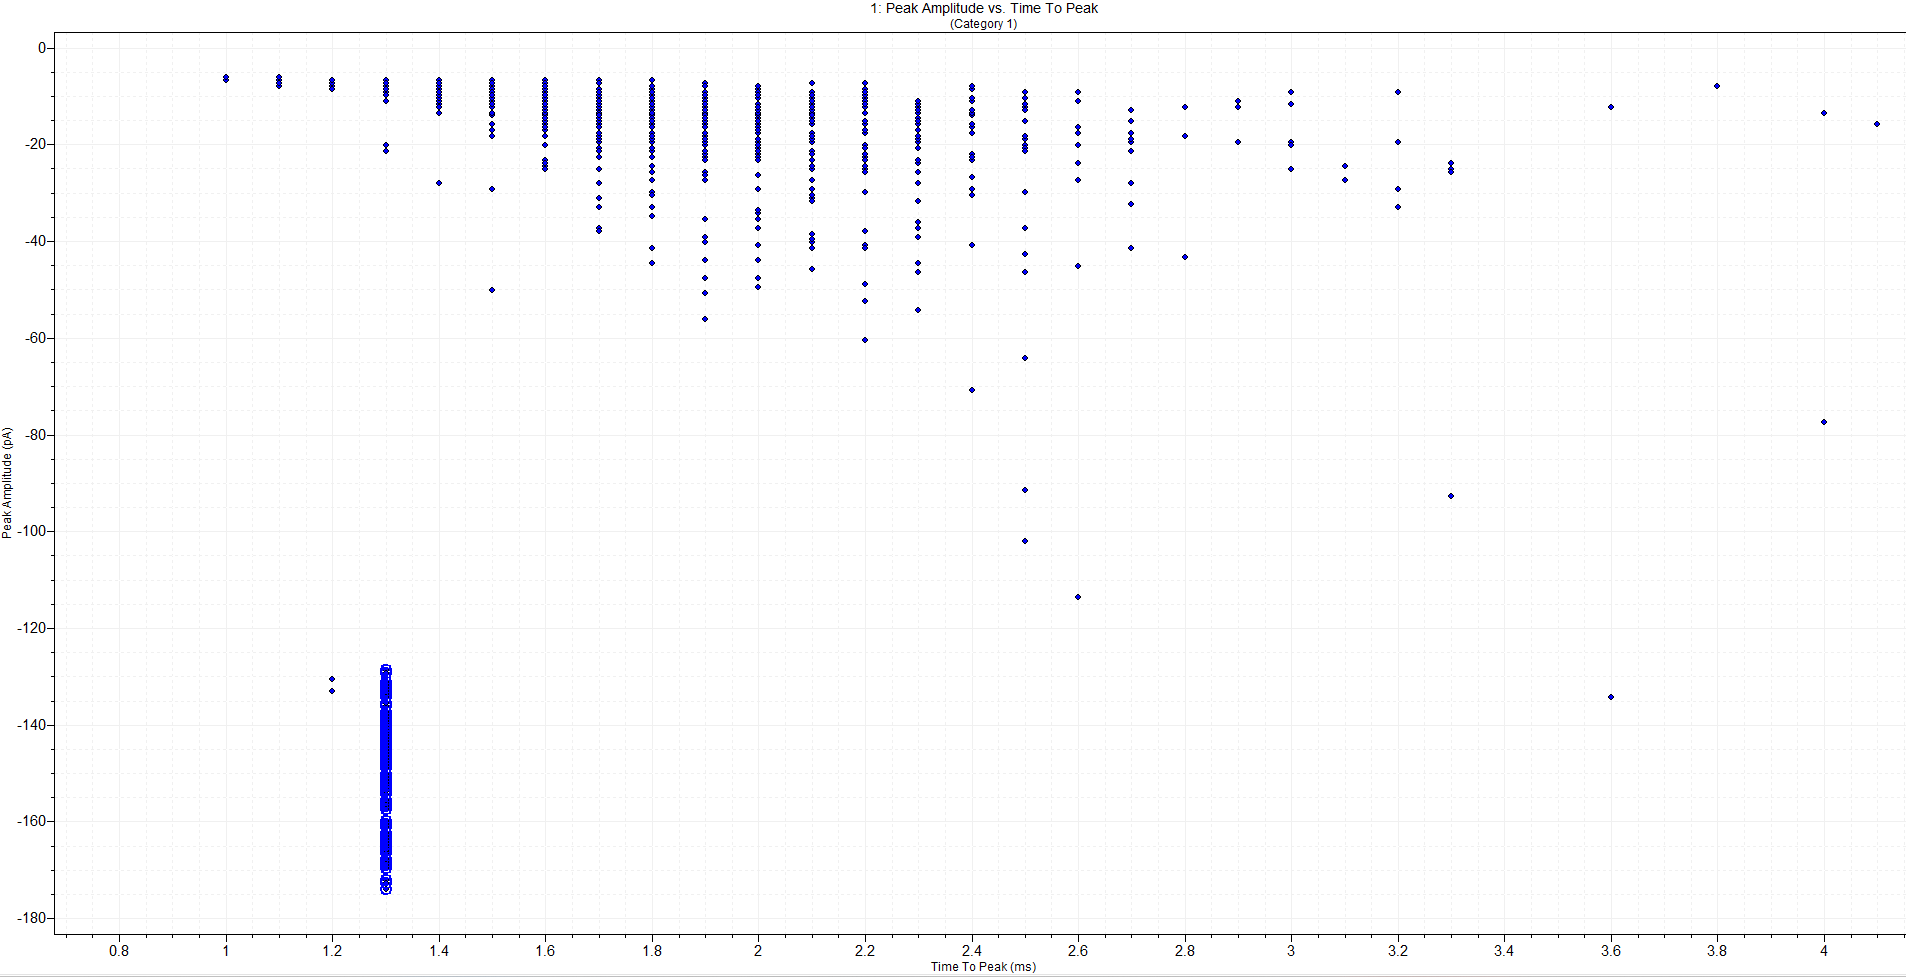 1: Peak Amplitude vs. Time To Peak
(Category 1)
0
-20
-40
-60
-80
Peak Amplitude (pA)
-100
-120
-140
-160
-180
0.8 1 1.2 1.4 1.6 1.8 2 2.2 2.4 2.6 2.8 3 3.2 3.4 3.6 3.8 4
Time To Peak (ms)